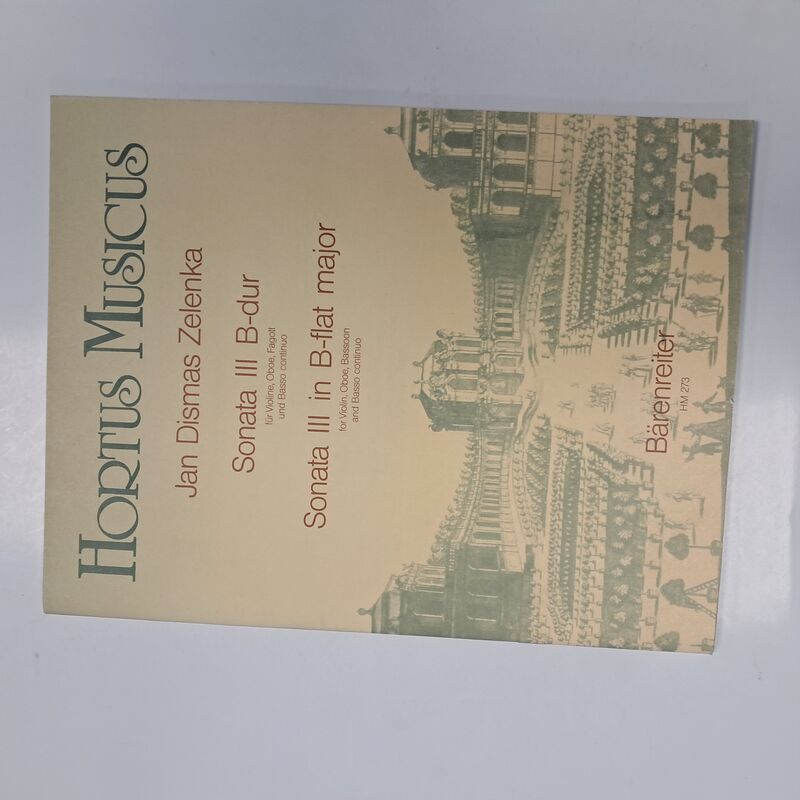 HORTUS MUSICUS
Jan Dismas Zelenka
Sonata III B-dur
für Violine, Oboe, Fagott
und Basso continuo
Sonata III in B-flat major
for Violin, Oboe, Bassoon
and Basso continuo
Bärenreiter
HM 273